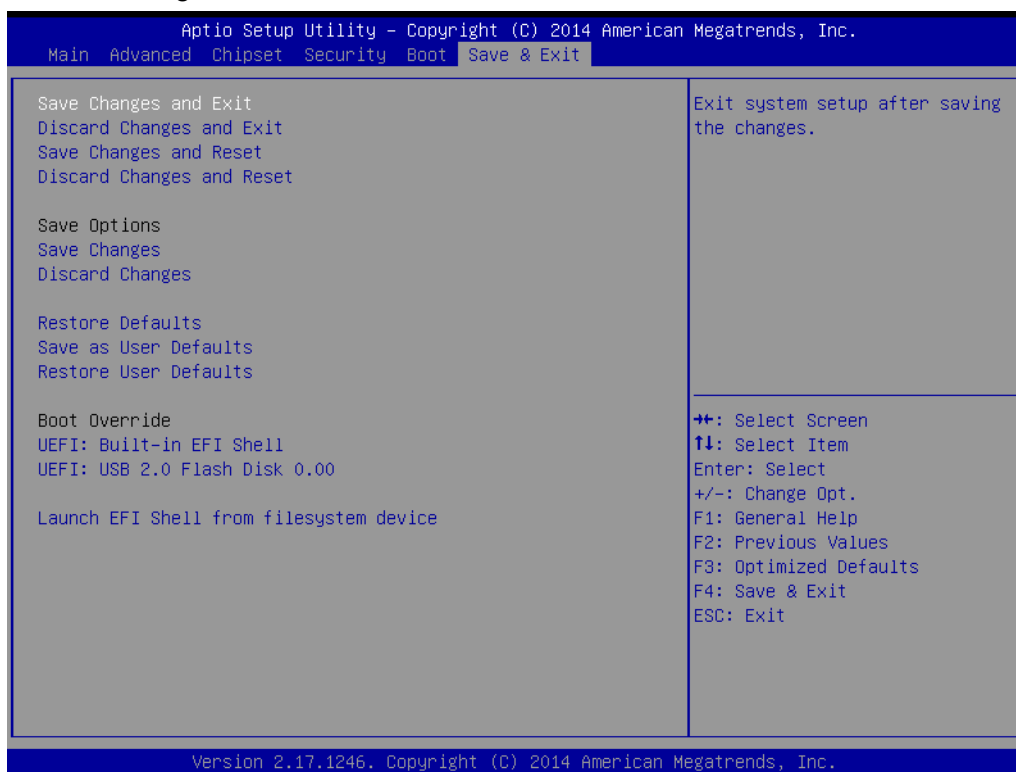 Aptio Setup Utility – Copyright (C) 2014 American Megatrends, Inc.
Main Advanced Chipset Security Boot Save & Exit
Save Changes and Exit
Discard Changes and Exit
Save Changes and Reset
Discard Changes and Reset
Save Options
Save Changes
Discard Changes
Restore Defaults
Save as User Defaults
Restore User Defaults
Boot Override
UEFI: Built-in EFI Shell
UEFI: USB 2.0 Flash Disk 0.00
Launch EFI Shell from filesystem device
Exit system setup after saving
the changes.
→←: Select Screen
↑↓: Select Item
Enter: Select
+/-: Change Opt.
F1: General Help
F2: Previous Values
F3: Optimized Defaults
F4: Save & Exit
ESC: Exit
Version 2.17.1246. Copyright (C) 2014 American Megatrends, Inc.